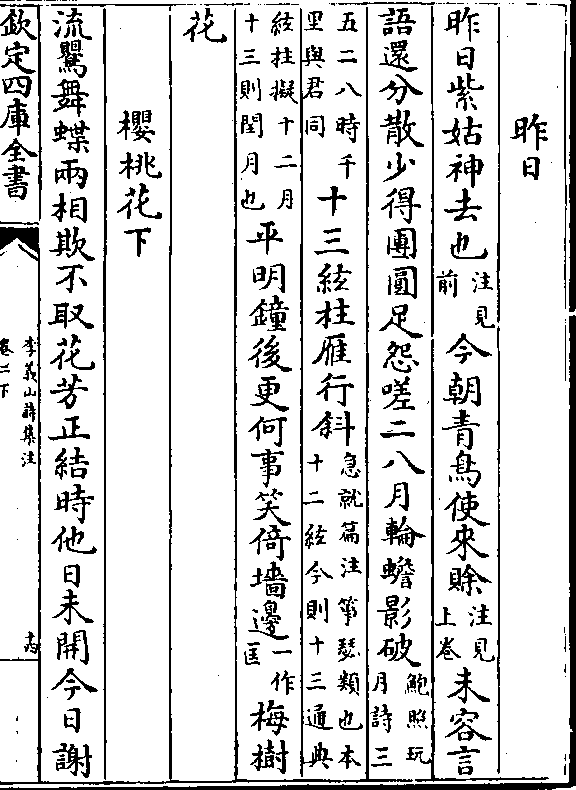 昨日
昨日紫姑神去也注見前今朝青鳥使來賖注見上卷未容言
語還分散少得團圓足怨嗟二八月輪蟾影破鮑照玩月詩三
五二八時千里與君同十三絃柱雁行斜急就篇注箏瑟類也本十二絃今則十三通典
絃柱擬十二月十三則閏月也平明鐘後更何事笑倚墻邊一作匡梅樹
花
櫻桃花下
流鸎舞蝶兩相欺不取花芳正結時他日未開今日謝
欽定四庫全書
李義山詩集注
卷二下